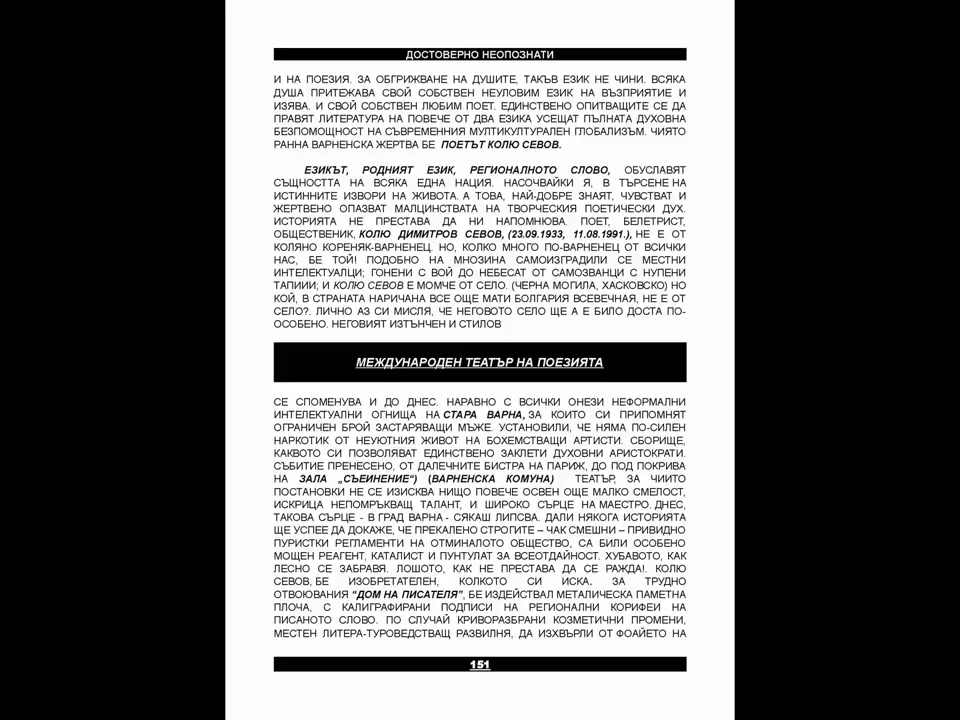 ДОСТОВЕРНО НЕОПОЗНАТИ
И НА ПОЕЗИЯ. ЗА ОБГРИЖВАНЕ НА ДУШИТЕ, ТАКЪВ ЕЗИК НЕ ЧИНИ. ВСЯКА
ДУША ПРИТЕЖАВА СВОЙ СОБСТВЕН НЕУЛОВИМ ЕЗИК НА ВЪЗПРИЯТИЕ И
ИЗЯВА. И СВОЙ СОБСТВЕН ЛЮБИМ ПОЕТ. ЕДИНСТВЕНО ОПИТВАЩИТЕ СЕ ДА
ПРАВЯТ ЛИТЕРАТУРА НА ПОВЕЧЕ ОТ ДВА ЕЗИКА УСЕЩАТ ПЪЛНАТА ДУХОВНА
БЕЗПОМОЩНОСТ НА СЪВРЕМЕННИЯ МУЛТИКУЛТУРАЛЕН ГЛОБАЛИЗЪМ. ЧИЯТО
РАННА ВАРНЕНСКА ЖЕРТВА БЕ ПОЕТЪТ КОЛЮ СЕВОВ.
ЕЗИКЪТ, РОДНИЯТ ЕЗИК, РЕГИОНАЛНОТО СЛОВО, ОБУСЛАВЯТ
СЪЩНОСТТА НА ВСЯКА ЕДНА НАЦИЯ. НАСОЧВАЙКИ Я, В ТЪРСЕНЕ НА
ИСТИННИТЕ ИЗВОРИ НА ЖИВОТА. А ТОВА, НАЙ-ДОБРЕ ЗНАЯТ, ЧУВСТВАТ И
ЖЕРТВЕНО ОПАЗВАТ МАЛЦИНСТВАТА НА ТВОРЧЕСКИЯ ПОЕТИЧЕСКИ ДУХ.
ИСТОРИЯТА НЕ ПРЕСТАВА ДА НИ НАПОМНЮВА. ПОЕТ, БЕЛЕТРИСТ,
ОБЩЕСТВЕНИК, КОЛЮ ДИМИТРОВ СЕВОВ, (23.09.1933, 11.08.1991.), НЕ Е ОТ
КОЛЯНО КОРЕНЯК-ВАРНЕНЕЦ. НО, КОЛКО МНОГО ПО-ВАРНЕНЕЦ ОТ ВСИЧКИ
НАС, БЕ ТОЙ! ПОДОБНО НА МНОЗИНА САМОИЗГРАДИЛИ СЕ МЕСТНИ
ИНТЕЛЕКТУАЛЦИ; ГОНЕНИ С ВОЙ ДО НЕБЕСАТ ОТ САМОЗВАНЦИ С НУПЕНИ
ТАПИИИ; И КОЛЮ СЕВОВ Е МОМЧЕ ОТ СЕЛО. (ЧЕРНА МОГИЛА, ХАСКОВСКО) НО
КОЙ, В СТРАНАТА НАРИЧАНА ВСЕ ОЩЕ МАТИ БОЛГАРИЯ ВСЕВЕЧНАЯ, НЕ Е ОТ
СЕЛО?. ЛИЧНО АЗ СИ МИСЛЯ, ЧЕ НЕГОВОТО СЕЛО ЩЕ А Е БИЛО ДОСТА ПО-
ОСОБЕНО. НЕГОВИЯТ ИЗТЪНЧЕН И СТИЛОВ
МЕЖДУНАРОДЕН ТЕАТЪР НА ПОЕЗИЯТА
СЕ СПОМЕНУВА И ДО ДНЕС. НАРАВНО С ВСИЧКИ ОНЕЗИ НЕФОРМАЛНИ
ИНТЕЛЕКТУАЛНИ ОГНИЩА НА СТАРА ВАРНА, ЗА КОИТО СИ ПРИПОМНЯТ
ОГРАНИЧЕН БРОЙ ЗАСТАРЯВАЩИ МЪЖЕ. УСТАНОВИЛИ, ЧЕ НЯМА ПО-СИЛЕН
НАРКОТИК ОТ НЕУЮТНИЯ ЖИВОТ НА БОХЕМСТВАЩИ АРТИСТИ. СБОРИЩЕ,
КАКВОТО СИ ПОЗВОЛЯВАТ ЕДИНСТВЕНО ЗАКЛЕТИ ДУХОВНИ АРИСТОКРАТИ.
СЪБИТИЕ ПРЕНЕСЕНО, ОТ ДАЛЕЧНИТЕ БИСТРА НА ПАРИЖ, ДО ПОД ПОКРИВА
НА ЗАЛА „СЪЕИНЕНИЕ“) (ВАРНЕНСКА КОМУНА) ТЕАТЪР, ЗА ЧИИТО
ПОСТАНОВКИ НЕ СЕ ИЗИСКВА НИЩО ПОВЕЧЕ ОСВЕН ОЩЕ МАЛКО СМЕЛОСТ,
ИСКРИЦА НЕПОМРЪКВАЩ ТАЛАНТ, И ШИРОКО СЪРЦЕ НА МАЕСТРО. ДНЕС,
ТАКОВА СЪРЦЕ - В ГРАД ВАРНА - СЯКАШ ЛИПСВА. ДАЛИ НЯКОГА ИСТОРИЯТА
ЩЕ УСПЕЕ ДА ДОКАЖЕ, ЧЕ ПРЕКАЛЕНО СТРОГИТЕ – ЧАК СМЕШНИ – ПРИВИДНО
ПУРИСТКИ РЕГЛАМЕНТИ НА ОТМИНАЛОТО ОБЩЕСТВО, СА БИЛИ ОСОБЕНО
МОЩЕН РЕАГЕНТ, КАТАЛИСТ И ПУНТУЛАТ ЗА ВСЕОТДАЙНОСТ. ХУБАВОТО, КАК
ЛЕСНО СЕ ЗАБРАВЯ. ЛОШОТО, КАК НЕ ПРЕСТАВА ДА СЕ РАЖДА!. КОЛЮ
СЕВОВ, БЕ ИЗОБРЕТАТЕЛЕН, КОЛКОТО СИ ИСКА. ЗА ТРУДНО
ОТВОЮВАНИЯ “ДОМ НА ПИСАТЕЛЯ”, БЕ ИЗДЕЙСТВАЛ МЕТАЛИЧЕСКА ПАМЕТНА
ПЛОЧА, С КАЛИГРАФИРАНИ ПОДПИСИ НА РЕГИОНАЛНИ КОРИФЕИ НА
ПИСАНОТО СЛОВО. ПО СЛУЧАЙ КРИВОРАЗБРАНИ КОЗМЕТИЧНИ ПРОМЕНИ,
МЕСТЕН ЛИТЕРА-ТУРОВЕДСТВАЩ РАЗВИЛНЯ, ДА ИЗХВЪРЛИ ОТ ФОАЙЕТО НА
151